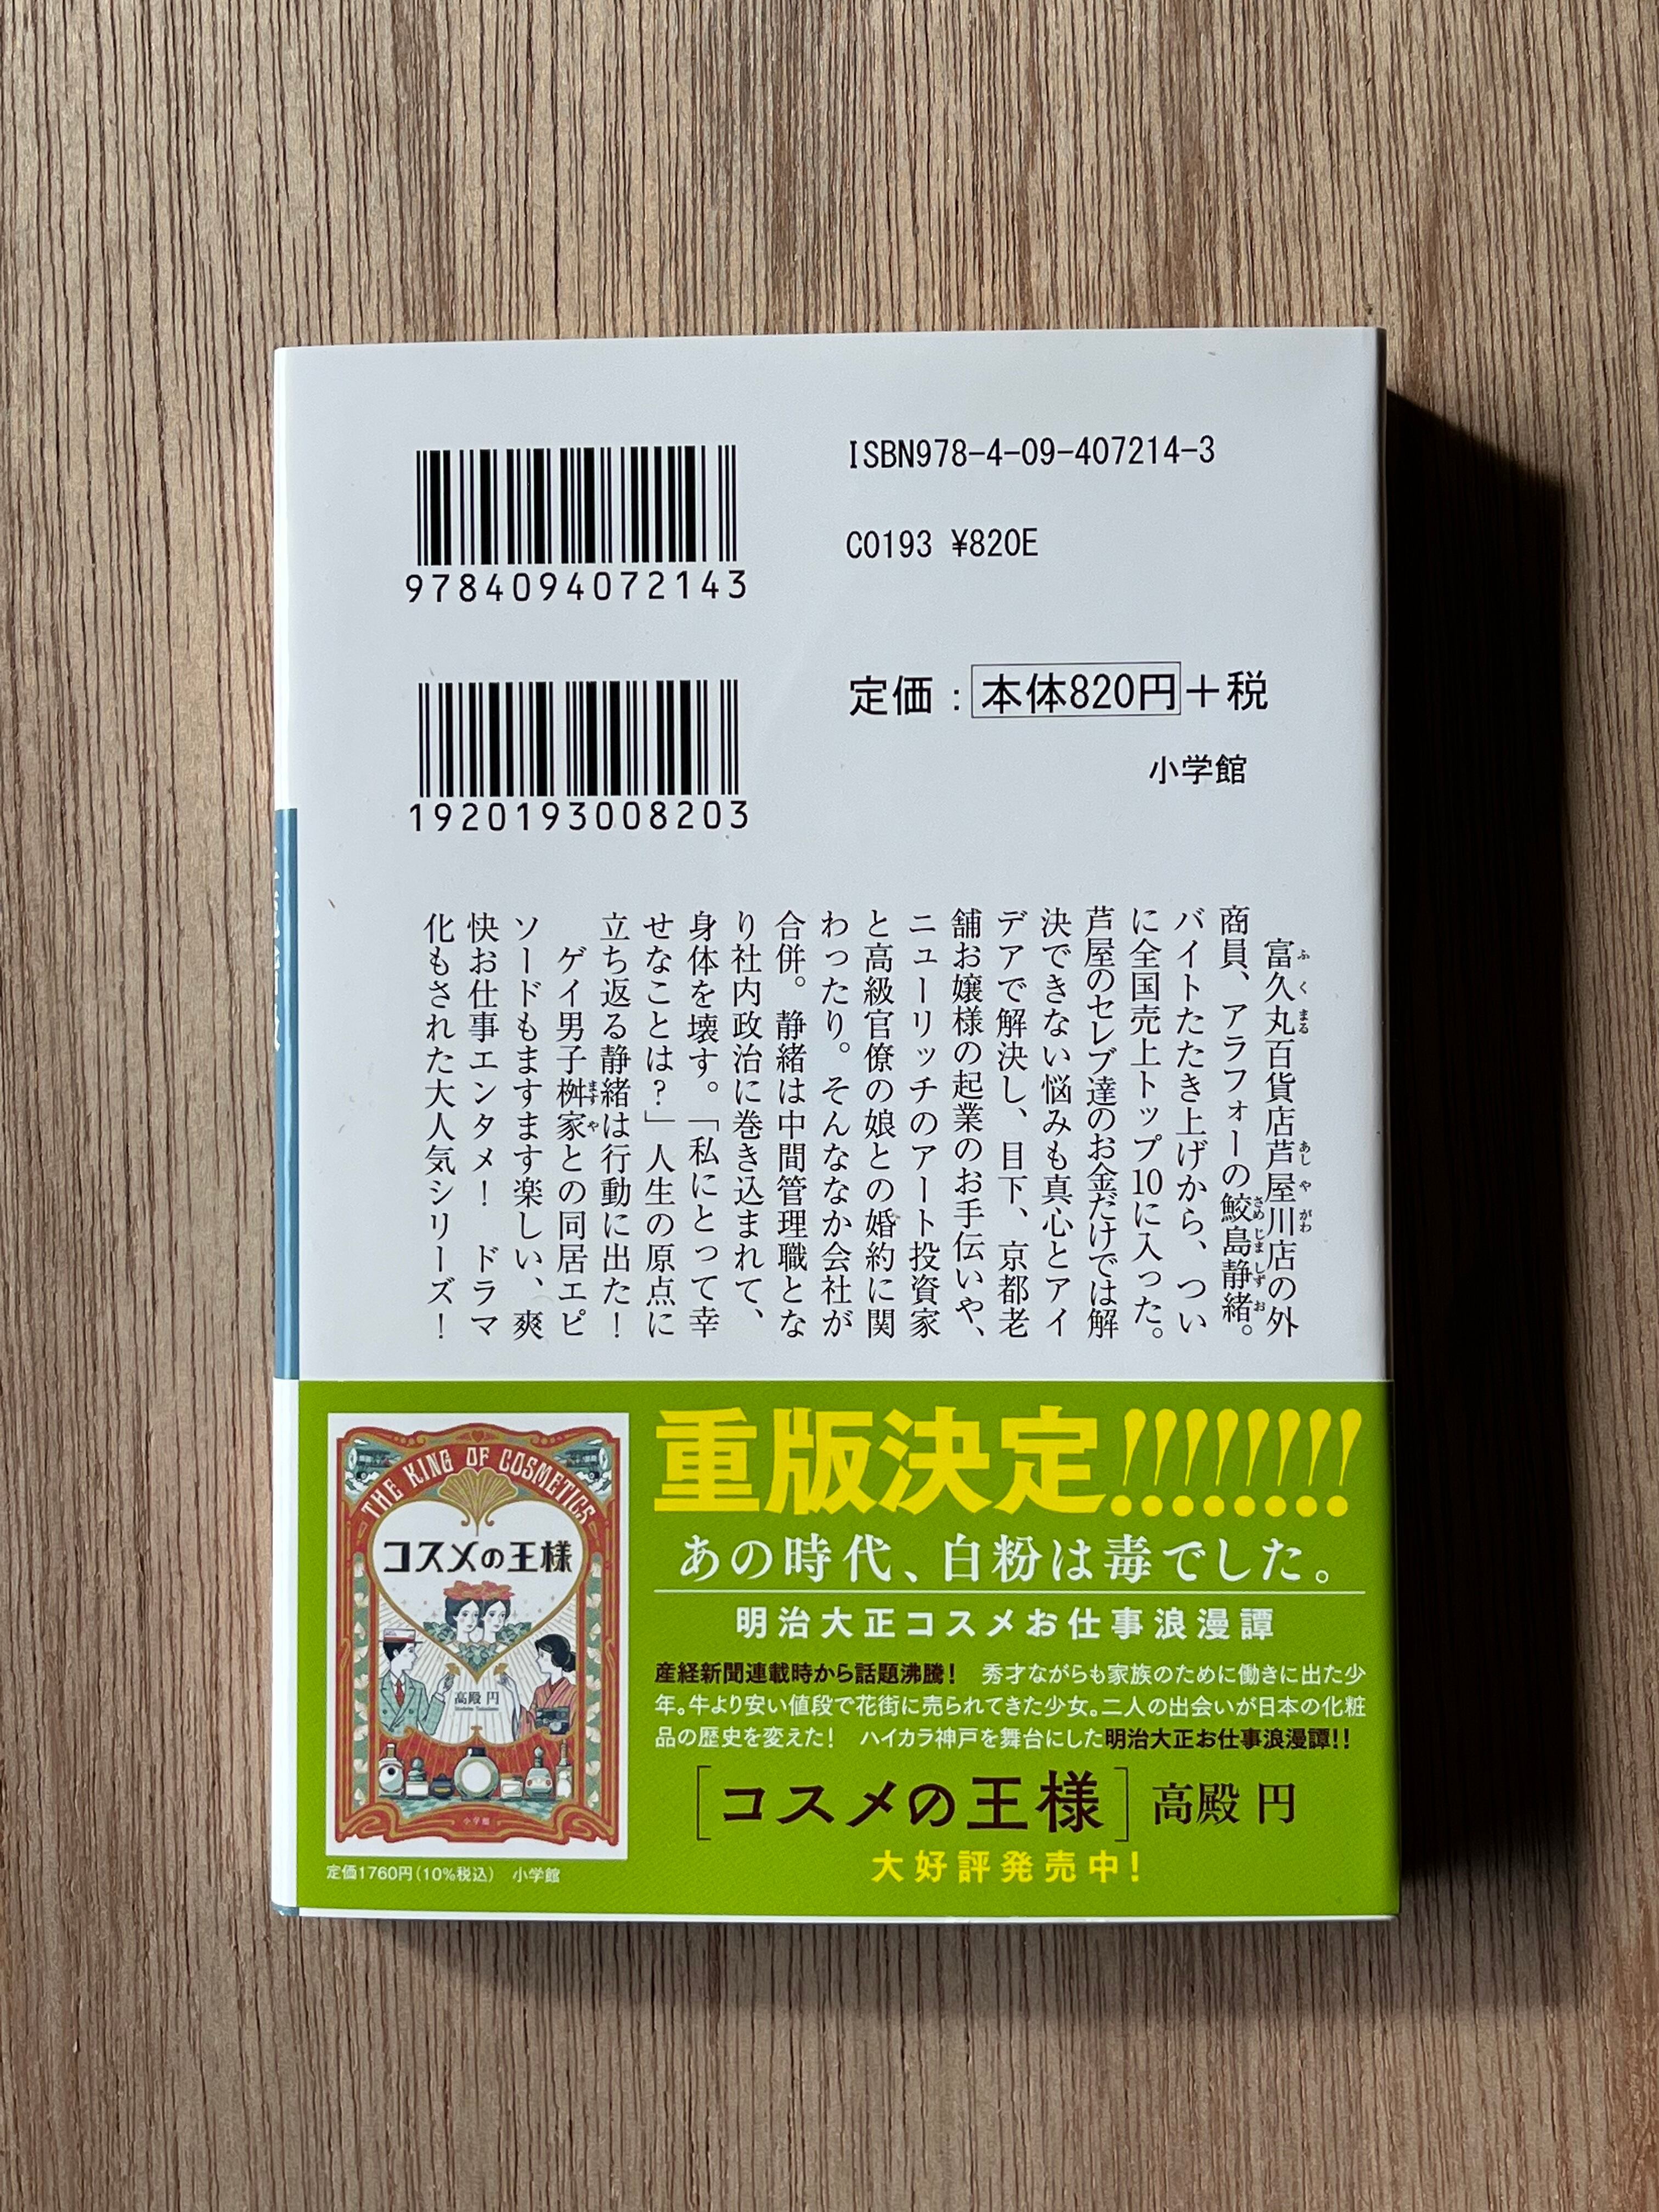 ISBN978-4-09-407214-3
C0193 ¥820E
9784094072143
定価：本体820円＋税
小学館
1920193008203
富久丸百貨店芦屋川店の外
商員、アラフォーの鮫島静緒。
バイトたたき上げから、つい
に全国売上トップ10に入った。
芦屋のセレブ達のお金だけでは解
決できない悩みも真心とアイ
デアで解決し、目下、京都老
舗お嬢様の起業のお手伝いや、
ニューリッチのアート投資家
と高級官僚の娘との婚約に関
わったり。そんななか会社が
合併。静緒は中間管理職とな
り社内政治に巻き込まれて、
身体を壊す。「私にとって幸
せなことは?」人生の原点に
立ち返る静緒は行動に出た！
ゲイ男子桝家との同居エピ
ソードもますます楽しい、爽
快お仕事エンタメ！　ドラマ
化もされた大人気シリーズ！
重版決定!!!!!!!!
あの時代、白粉は毒でした。
明治大正コスメお仕事浪漫譚
産経新聞連載時から話題沸騰！　秀才ながらも家族のために働きに出た少
年。牛より安い値段で花街に売られてきた少女。二人の出会いが日本の化粧
品の歴史を変えた！　ハイカラ神戸を舞台にした明治大正お仕事浪漫譚!!
[コスメの王様] 高殿 円
大好評発売中！
THE KING OF COSMETICS
コスメの王様
高殿 円
小学館
定価1760円(10%税込)　小学館